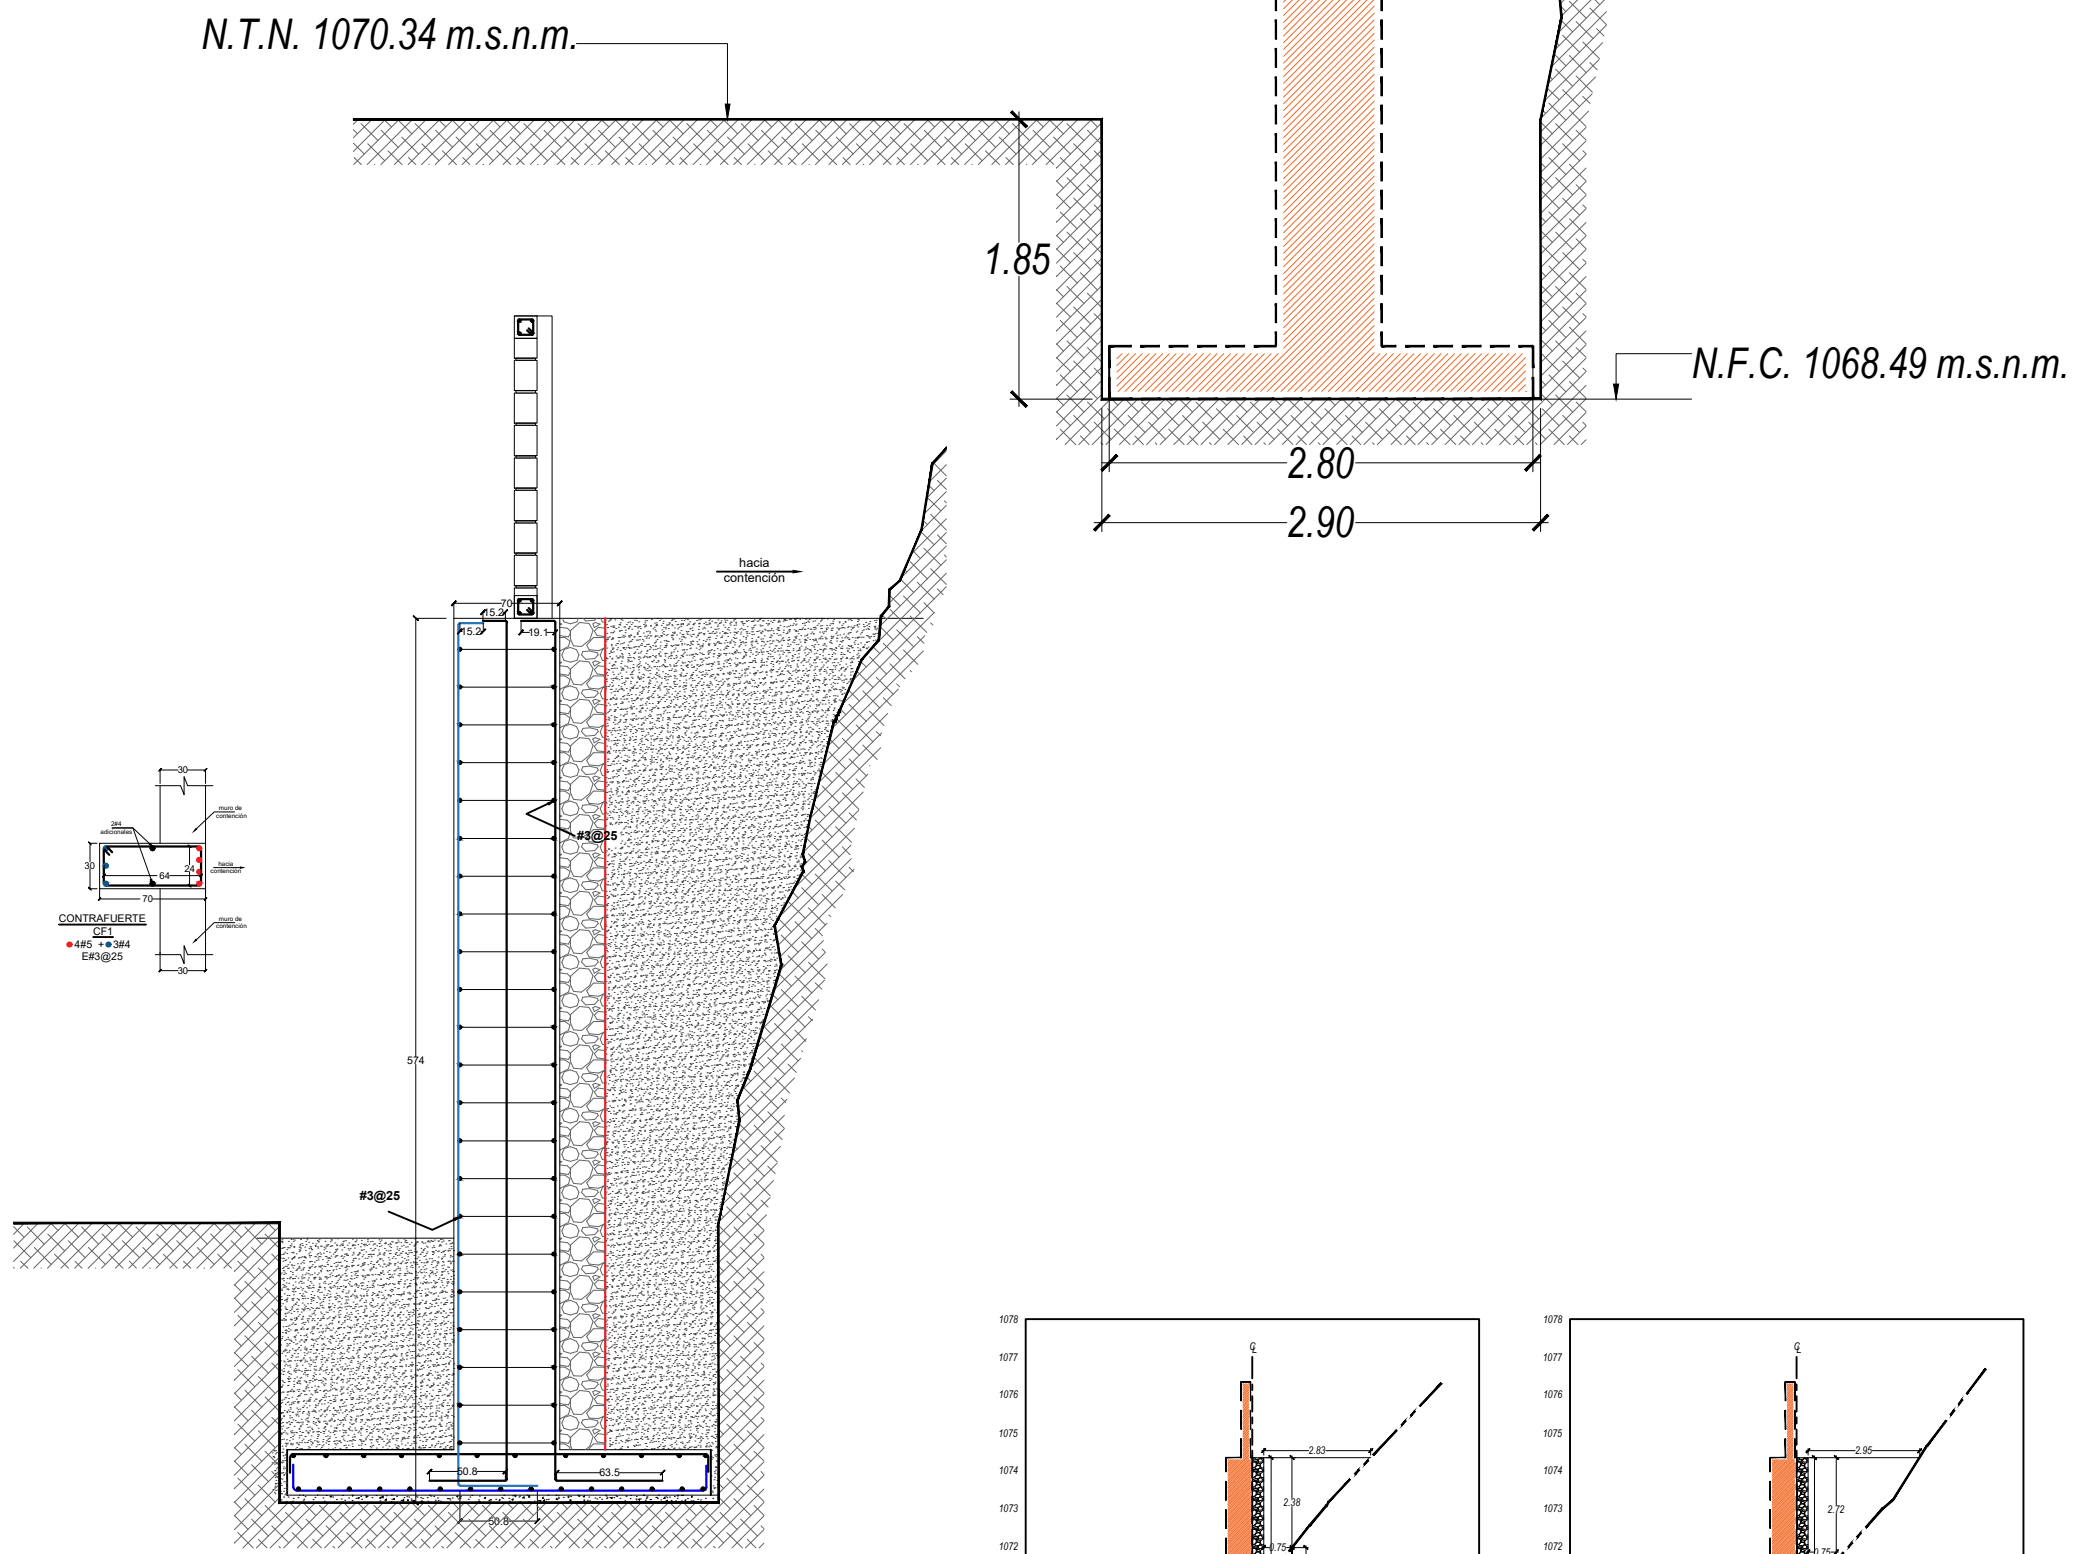 N.T.N. 1070.34 m.s.n.m.
1.85
N.F.C. 1068.49 m.s.n.m.
2.80
2.90
hacia
contención
70
15.2
15.2
19.1
#3@25
574
#3@25
50.8
63.5
50.8
30
muro de
contención
2#4
adicionales
30
24
64
hacia
contención
70
muro de
contención
CONTRAFUERTE
CF1
4#5 + 3#4
E#3@25
30
1078
1077
1076
1075
1074
1073
1072
2.83
2.38
0.75
1078
1077
1076
1075
1074
1073
1072
2.95
2.72
0.75